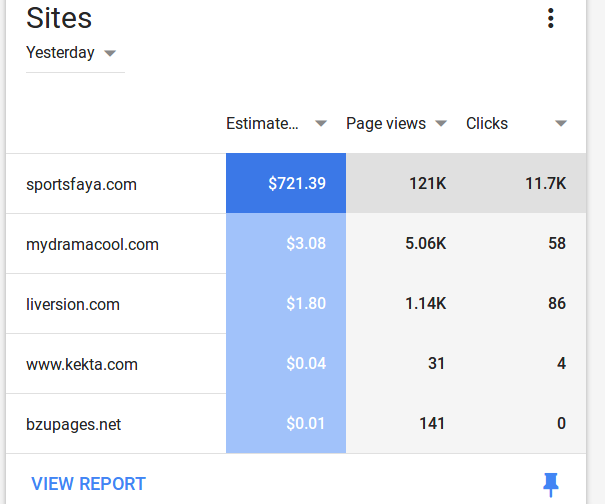 Sites
Yesterday
Estimate... Page views Clicks
sportsfaya.com $721.39 121K 11.7K
mydramacool.com $3.08 5.06K 58
liversion.com $1.80 1.14K 86
www.kekta.com $0.04 31 4
bzupages.net $0.01 141 0
VIEW REPORT